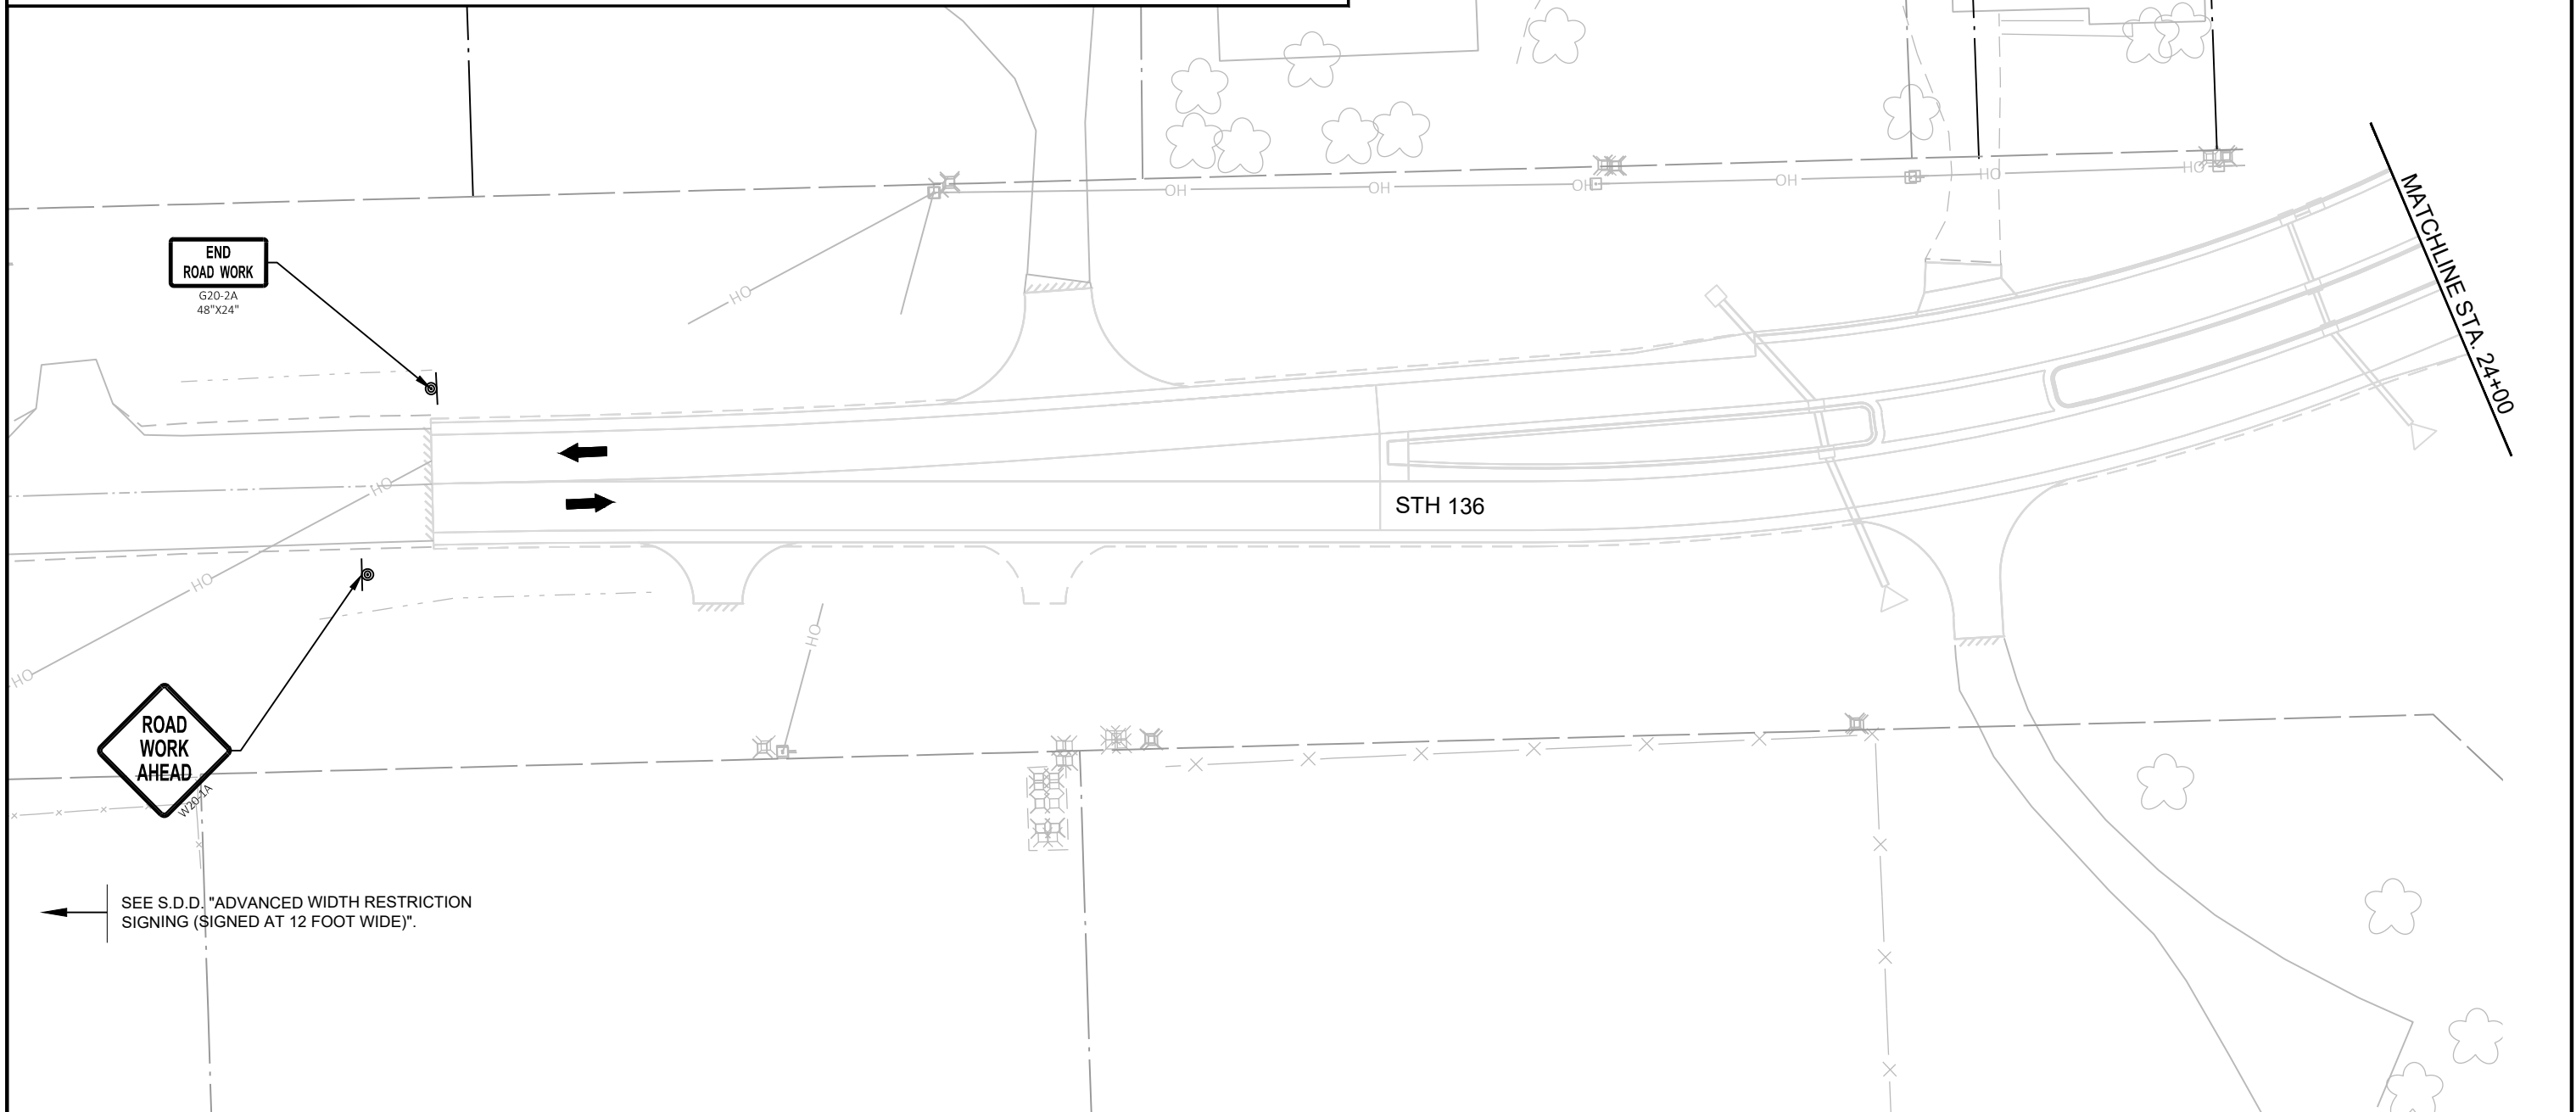 OH
OH
OH
OH
OH
OH
MATCHLINE STA. 24+00
END
ROAD WORK
G20-2A
48"X24"
OH
OH
STH 136
OH
OH
OH
ROAD
WORK
AHEAD
W20-1A
SEE S.D.D. "ADVANCED WIDTH RESTRICTION
SIGNING (SIGNED AT 12 FOOT WIDE)".